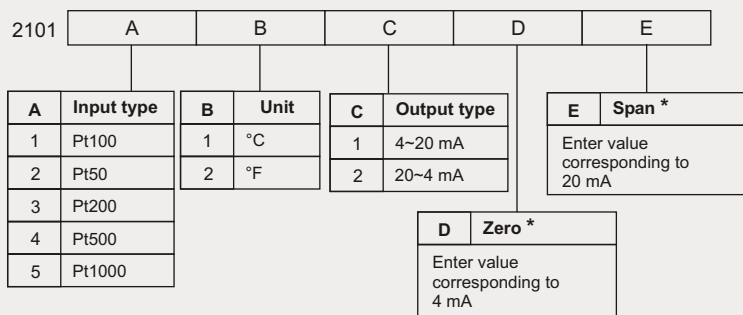 2101 A B C D E
A Input type
1 Pt100
2 Pt50
3 Pt200
4 Pt500
5 Pt1000
B Unit
1 °C
2 °F
C Output type
1 4~20 mA
2 20~4 mA
D Zero *
Enter value
corresponding to
4 mA
E Span *
Enter value
corresponding to
20 mA